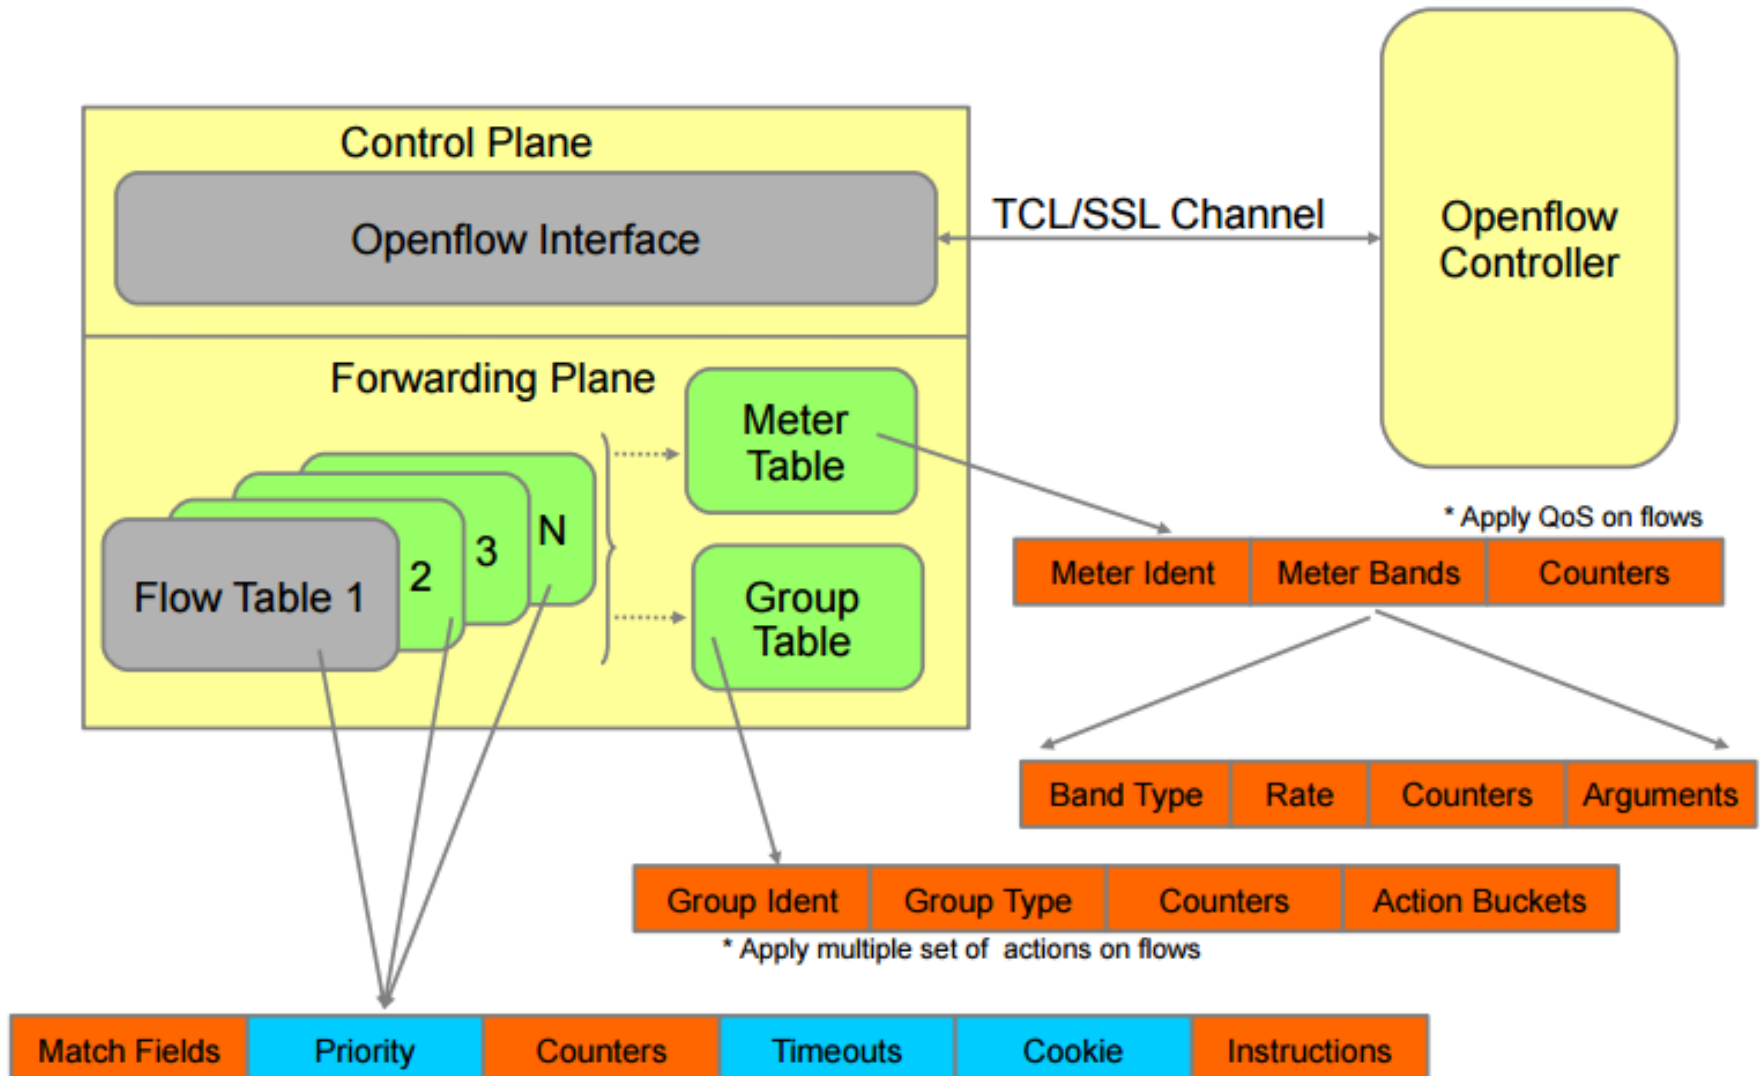 Control Plane
Openflow Interface
TCL/SSL Channel
Openflow
Controller
Forwarding Plane
Meter
Table
Flow Table 1
2
3
N
Group
Table
* Apply QoS on flows
Meter Ident
Meter Bands
Counters
Band Type
Rate
Counters
Arguments
Group Ident
Group Type
Counters
Action Buckets
* Apply multiple set of actions on flows
Match Fields
Priority
Counters
Timeouts
Cookie
Instructions